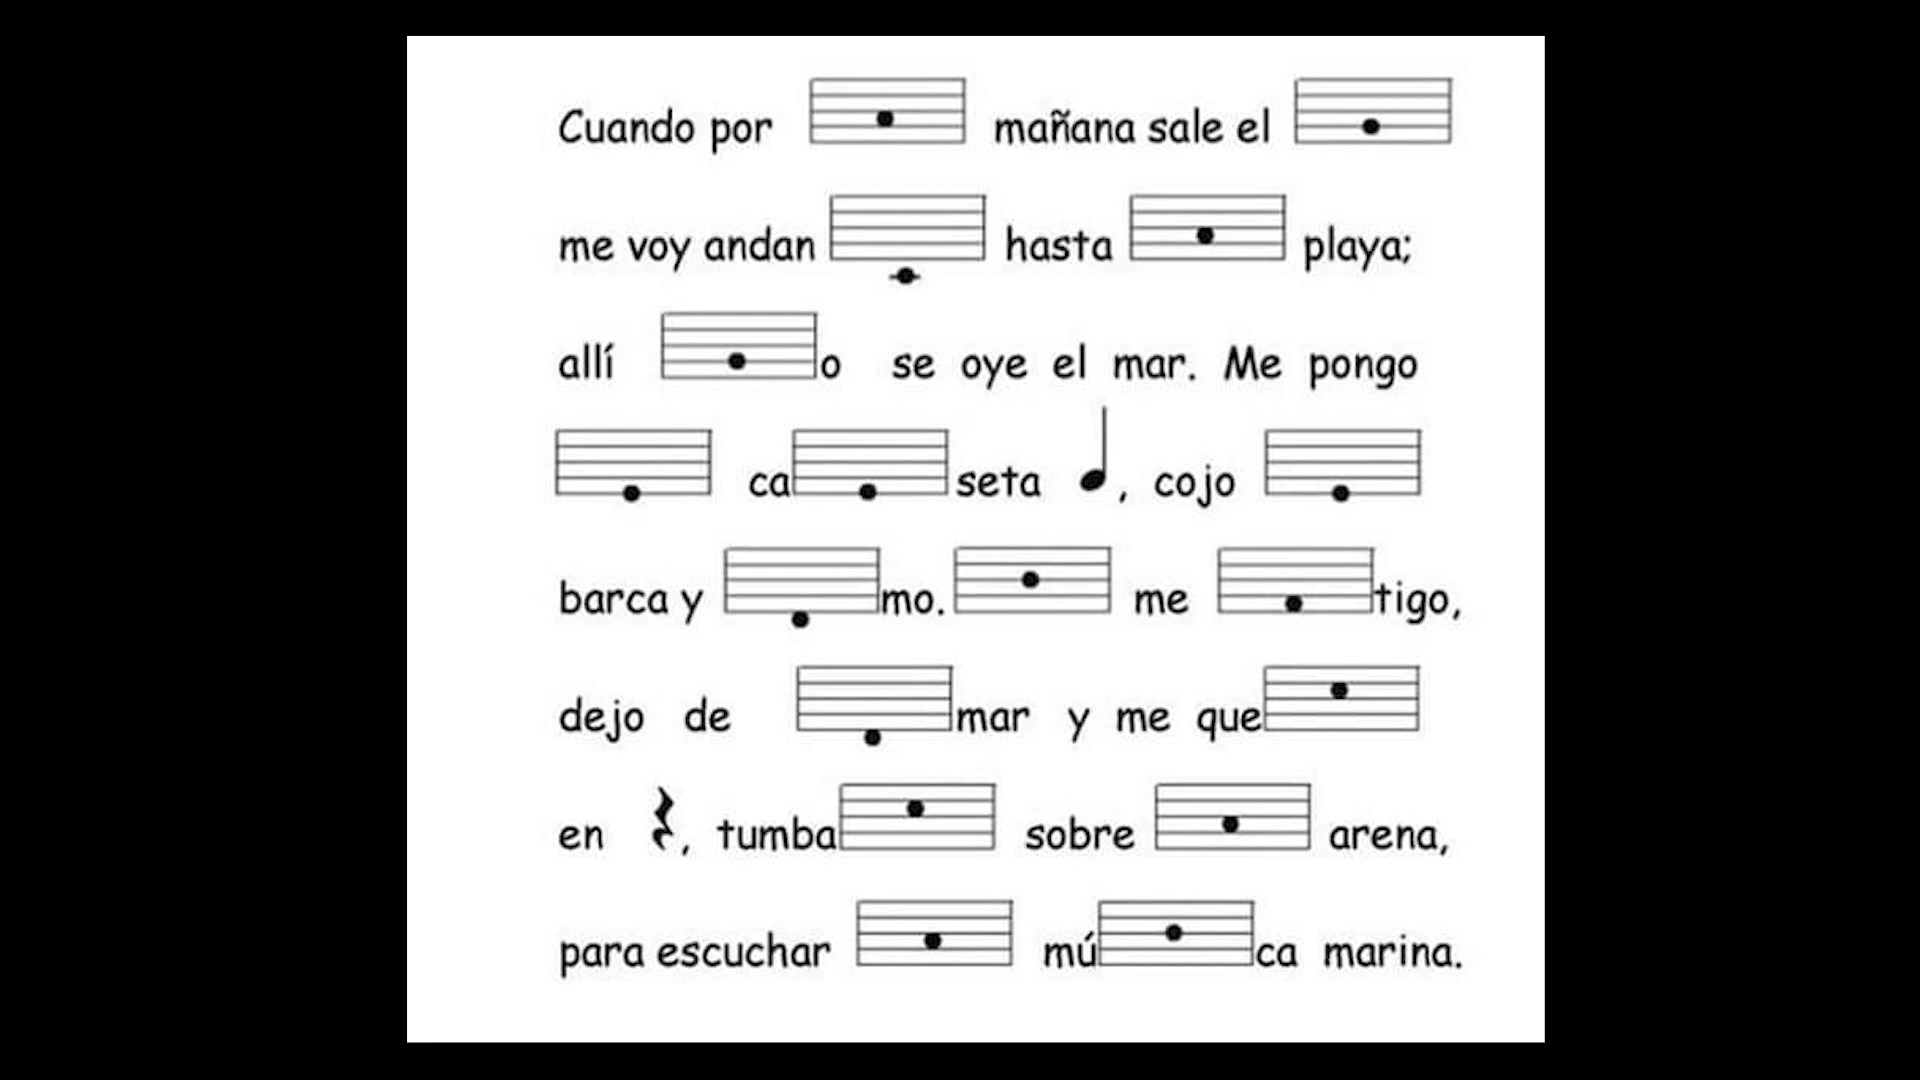 Cuando por mañana sale el
me voy andan hasta playa;
allí o se oye el mar. Me pongo
ca seta , cojo
barca y mo. me tigo,
dejo de mar y me que
en , tumba sobre arena,
para escuchar mú ca marina.